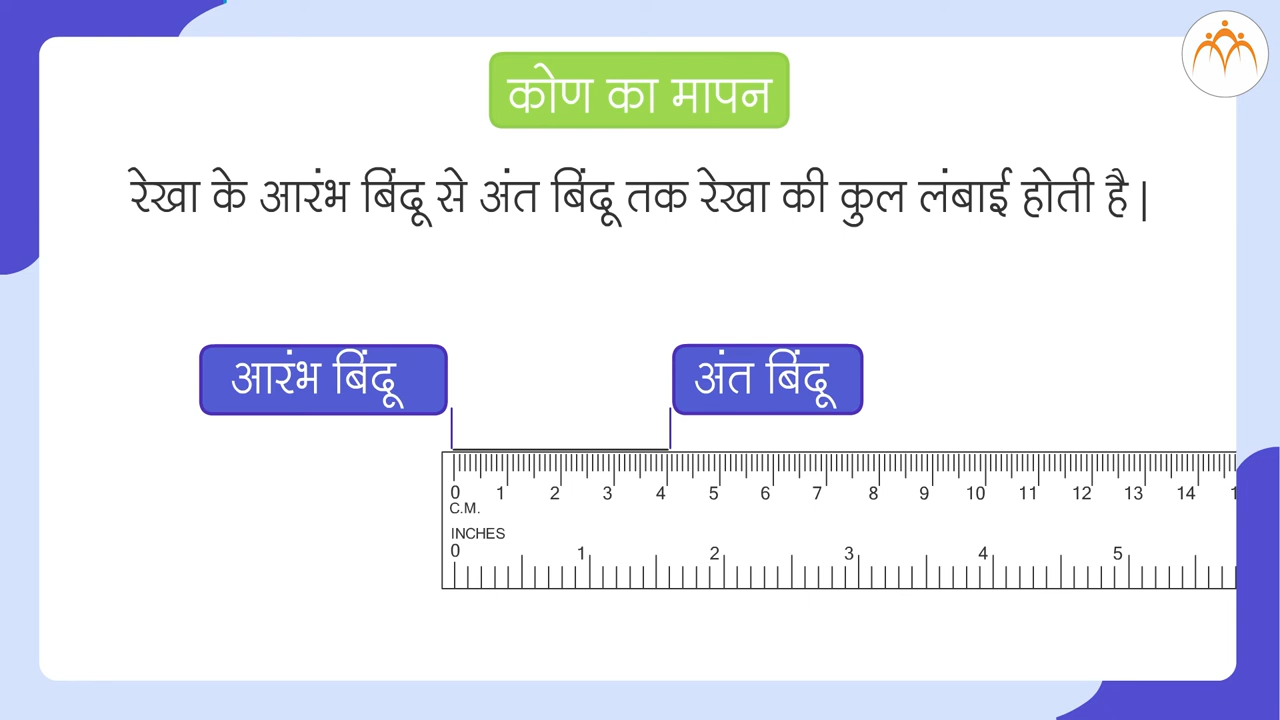 कोण का मापन
रेखा के आरंभ बिंदू से अंत बिंदू तक रेखा की कुल लंबाई होती है |
आरंभ बिंदू अंत बिंदू
0 1 2 3 4 5 6 7 8 9 10 11 12 13 14
C.M.
INCHES
0 1 2 3 4 5